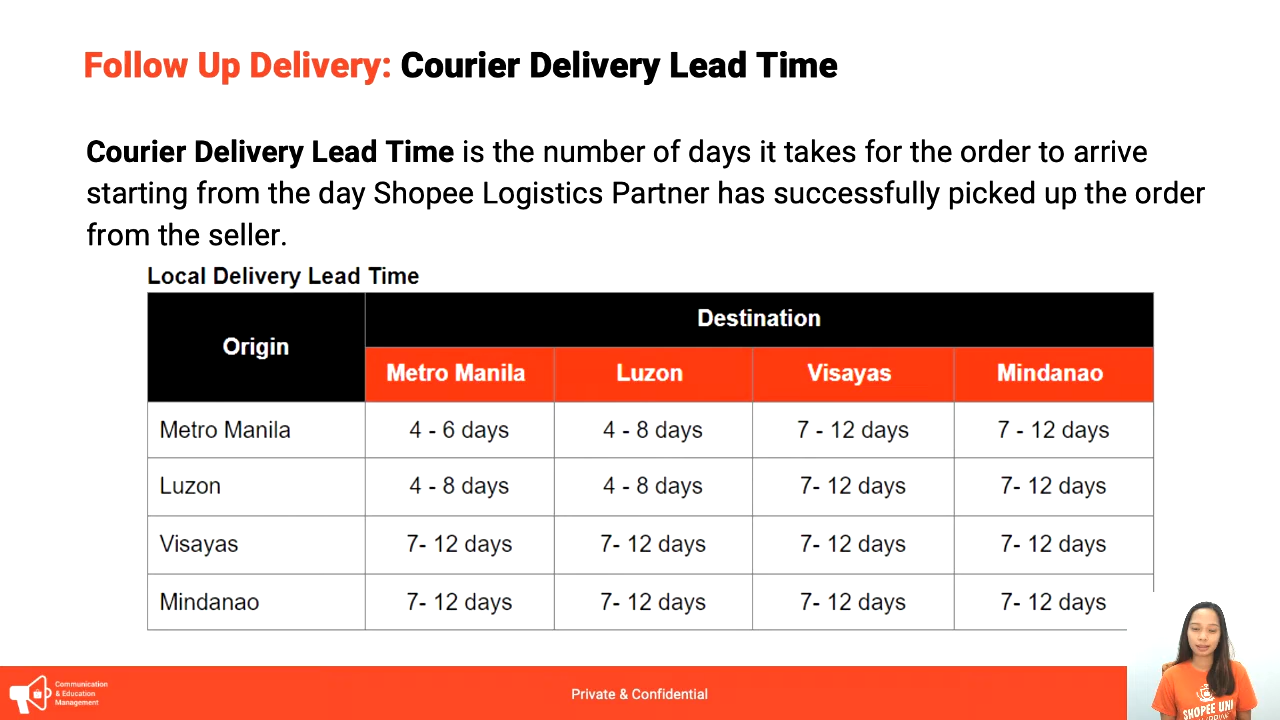 Follow Up Delivery: Courier Delivery Lead Time
Courier Delivery Lead Time is the number of days it takes for the order to arrive
starting from the day Shopee Logistics Partner has successfully picked up the order
from the seller.
Local Delivery Lead Time
Origin
Destination
Metro Manila Luzon Visayas Mindanao
Metro Manila 4 - 6 days 4 - 8 days 7 - 12 days 7 - 12 days
Luzon 4 - 8 days 4 - 8 days 7- 12 days 7- 12 days
Visayas 7- 12 days 7- 12 days 7- 12 days 7- 12 days
Mindanao 7- 12 days 7- 12 days 7- 12 days 7- 12 days
Communication
& Education
Management
Private & Confidential
SHOPEE UNI